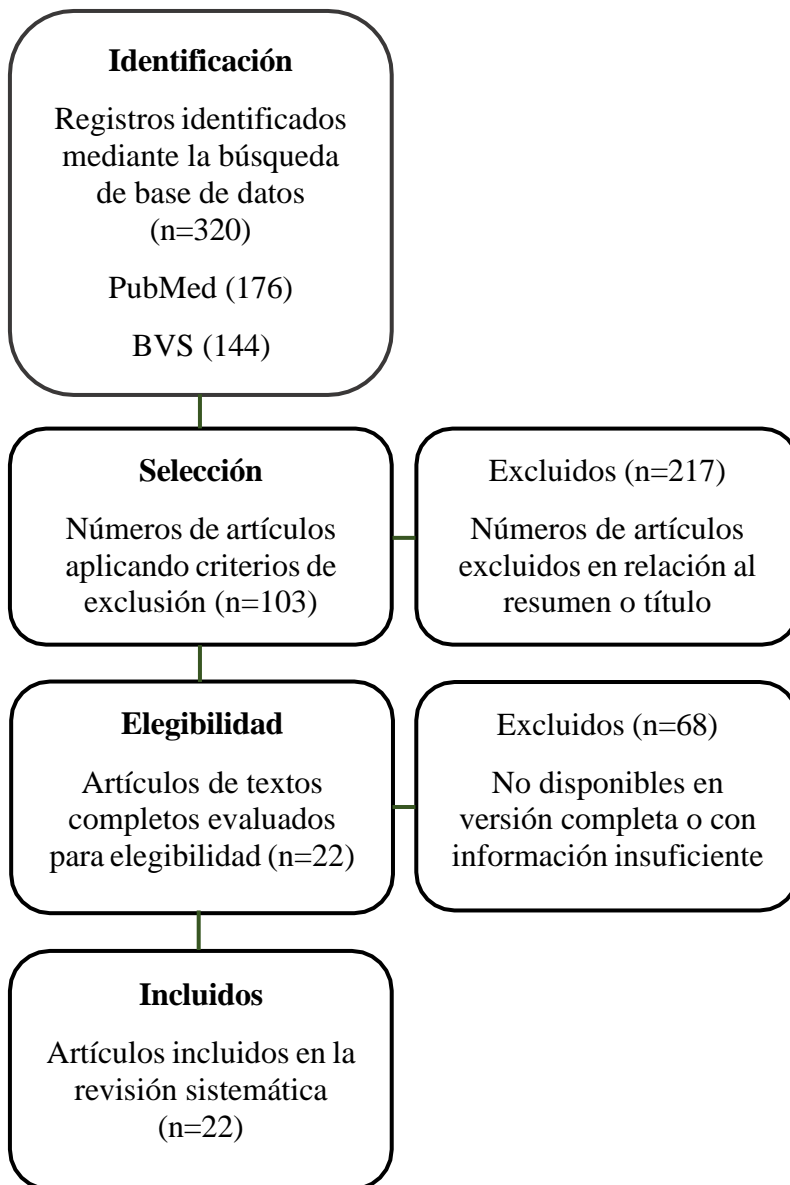 Identificación
Registros identificados
mediante la búsqueda
de base de datos
(n=320)
PubMed (176)
BVS (144)
Selección
Números de artículos
aplicando criterios de
exclusión (n=103)
Excluidos (n=217)
Números de artículos
excluidos en relación al
resumen o título
Elegibilidad
Artículos de textos
completos evaluados
para elegibilidad (n=22)
Excluidos (n=68)
No disponibles en
versión completa o con
información insuficiente
Incluidos
Artículos incluidos en la
revisión sistemática
(n=22)